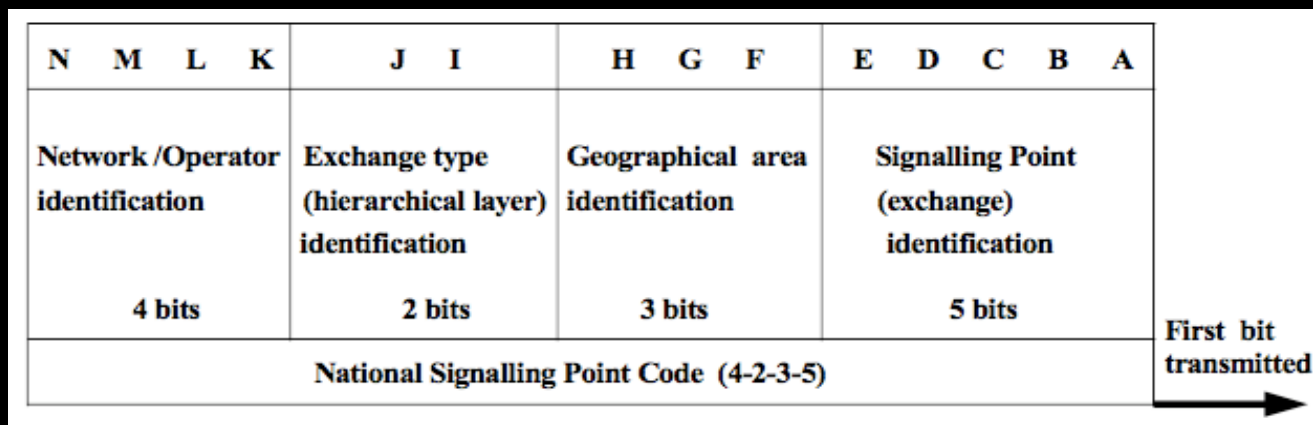 N M L K J I H G F E D C B A
Network /Operator
identification
4 bits
Exchange type
(hierarchical layer)
identification
2 bits
Geographical area
identification
3 bits
Signalling Point
(exchange)
identification
5 bits
National Signalling Point Code (4-2-3-5)
First bit
transmitted